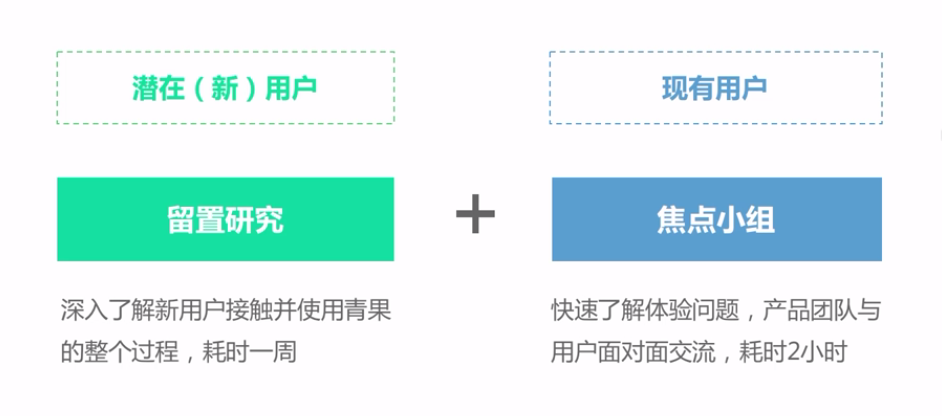 潜在（新）用户
现有用户
留置研究
+
焦点小组
深入了解新用户接触并使用青果
的整个过程，耗时一周
快速了解体验问题，产品团队与
用户面对面交流，耗时2小时